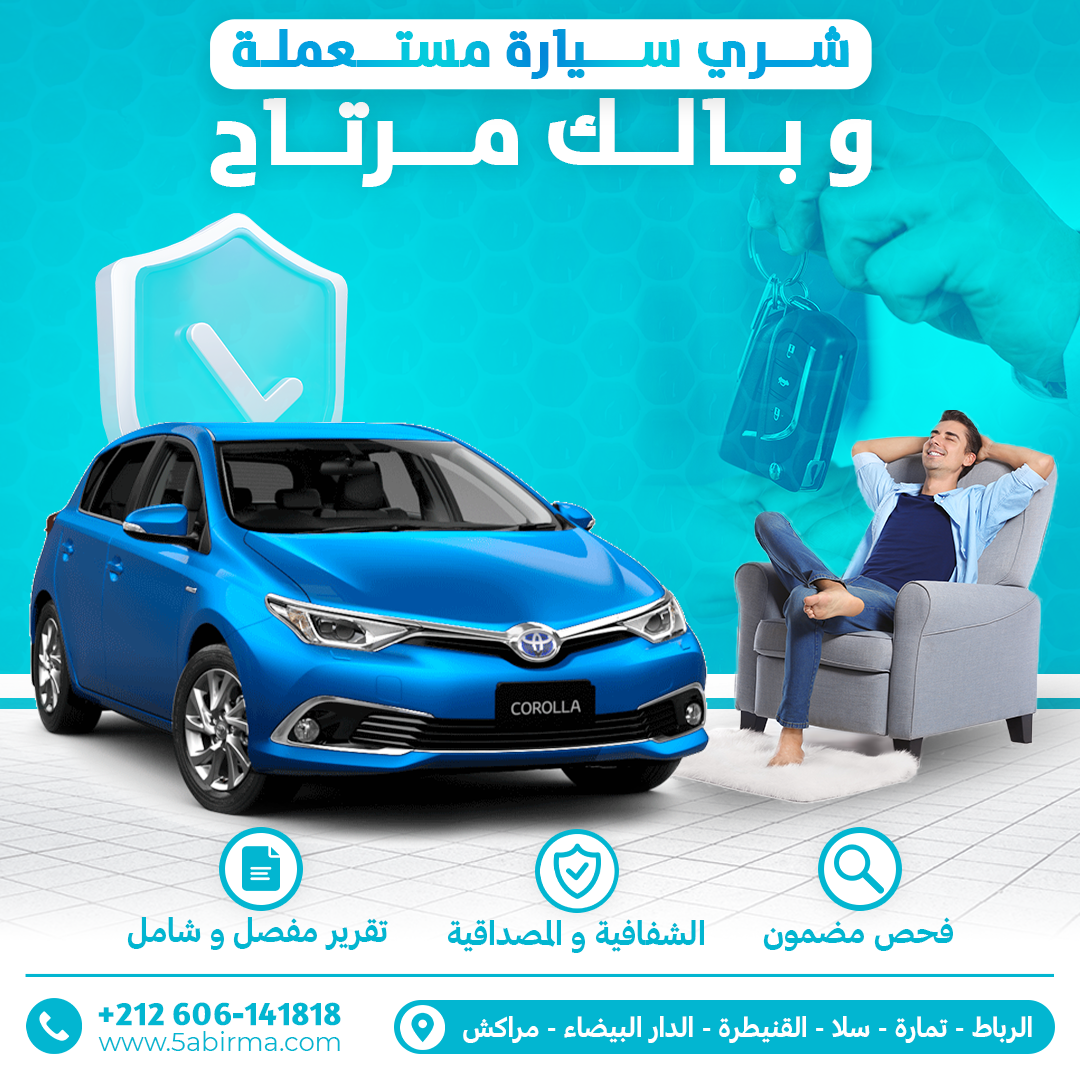 شري سيارة مستعملة
و بالك مرتاح
COROLLA
فحص مضمون
الشفافية و المصداقية
تقرير مفصل و شامل
+212 606-141818
www.5abirma.com
الرباط - تمارة - سلا - القنيطرة - الدار البيضاء - مراكش